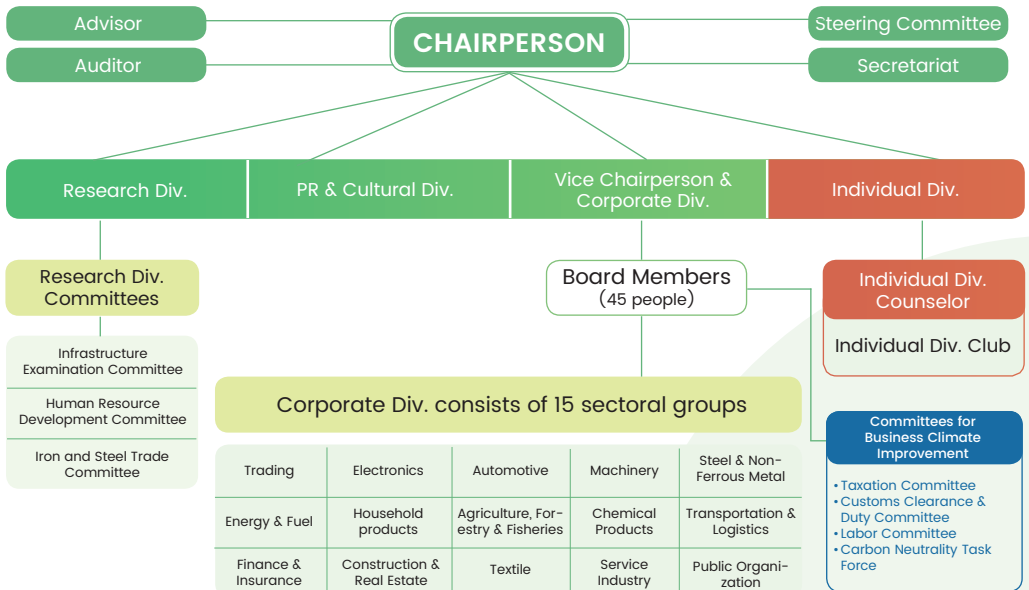 Advisor
CHAIRPERSON
Steering Committee
Auditor
Secretariat
Research Div.
PR & Cultural Div.
Vice Chairperson &
Corporate Div.
Individual Div.
Research Div.
Committees
Infrastructure
Examination Committee
Human Resource
Development Committee
Iron and Steel Trade
Committee
Board Members
(45 people)
Individual Div.
Counselor
Individual Div. Club
Corporate Div. consists of 15 sectoral groups
Trading
Electronics
Automotive
Machinery
Steel & Non-
Ferrous Metal
Energy & Fuel
Household
products
Agriculture, For-
estry & Fisheries
Chemical
Products
Transportation &
Logistics
Finance &
Insurance
Construction &
Real Estate
Textile
Service
Industry
Public Organi-
zation
Committees for
Business Climate
Improvement
• Taxation Committee
• Customs Clearance &
Duty Committee
• Labor Committee
• Carbon Neutrality Task
Force